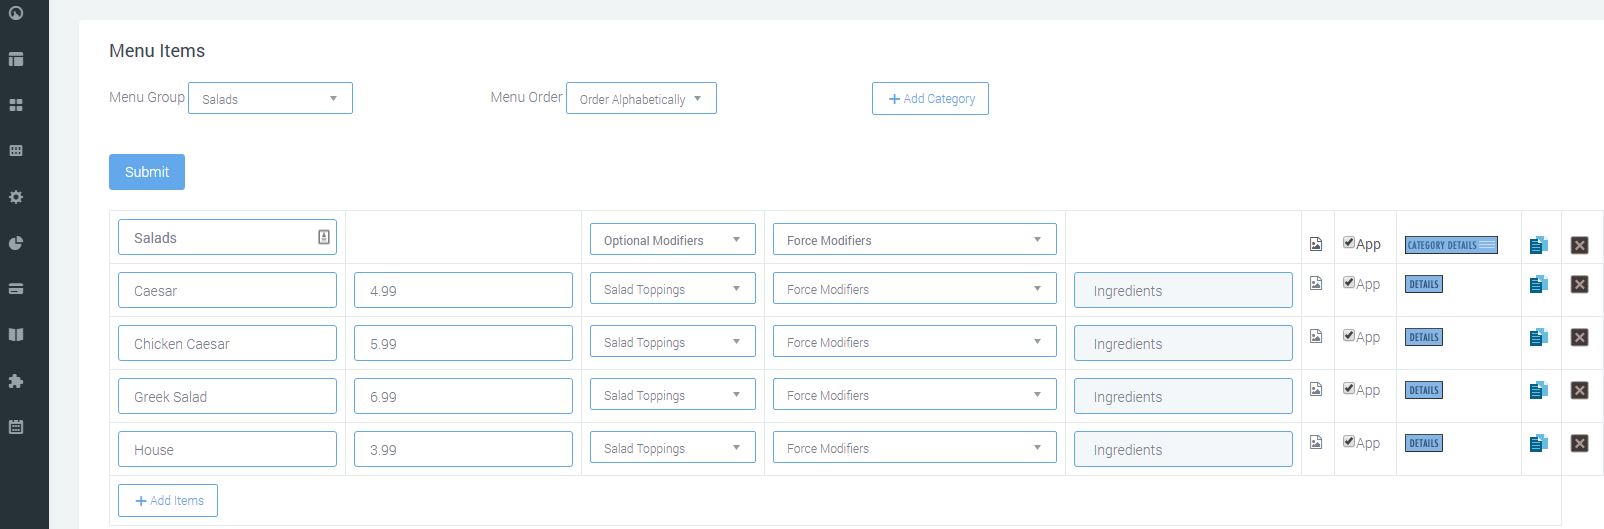 Menu Items
Menu Group Salads Menu Order Order Alphabetically + Add Category
Submit
Salads Optional Modifiers Force Modifiers App CATEGORY DETAILS
Caesar 4.99 Salad Toppings Force Modifiers Ingredients App DETAILS
Chicken Caesar 5.99 Salad Toppings Force Modifiers Ingredients App DETAILS
Greek Salad 6.99 Salad Toppings Force Modifiers Ingredients App DETAILS
House 3.99 Salad Toppings Force Modifiers Ingredients App DETAILS
+ Add Items